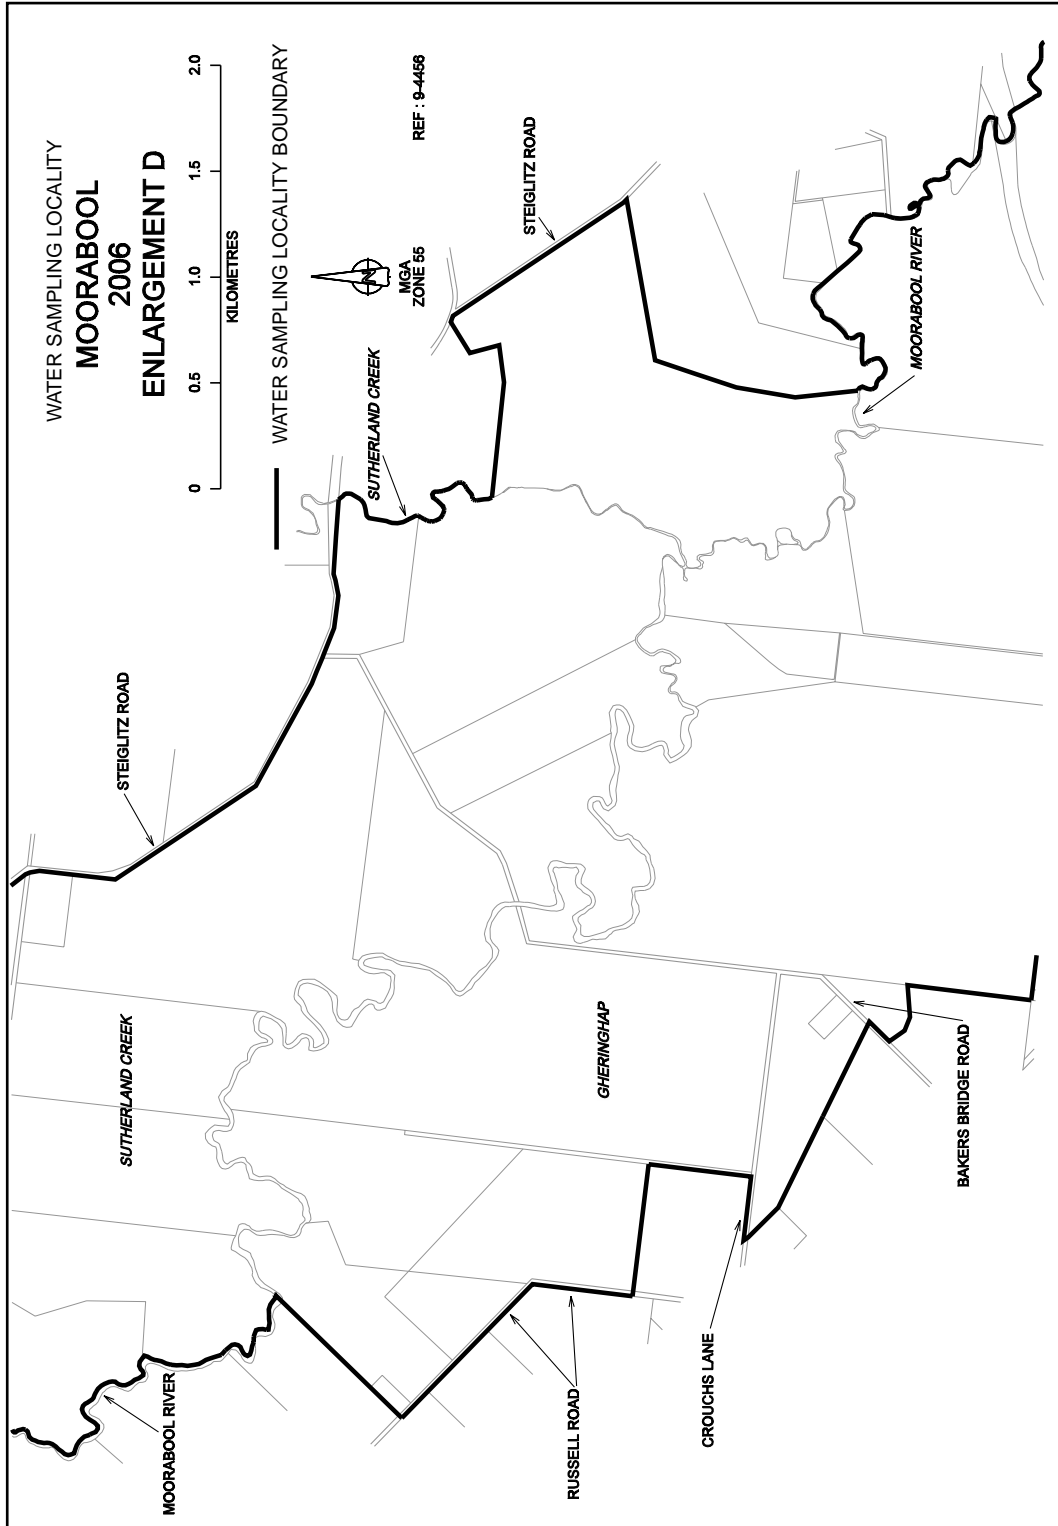 WATER SAMPLING LOCALITY
MOORABOOL
2006
ENLARGEMENT D
0 0.5 1.0 1.5 2.0
KILOMETRES
WATER SAMPLING LOCALITY BOUNDARY
N
MGA
ZONE 55
REF : 9-4456
STEIGLITZ ROAD
SUTHERLAND CREEK
STEIGLITZ ROAD
MOORABOOL RIVER
SUTHERLAND CREEK
GHERINGHAP
MOORABOOL RIVER
RUSSELL ROAD
CROUCHS LANE
BAKERS BRIDGE ROAD